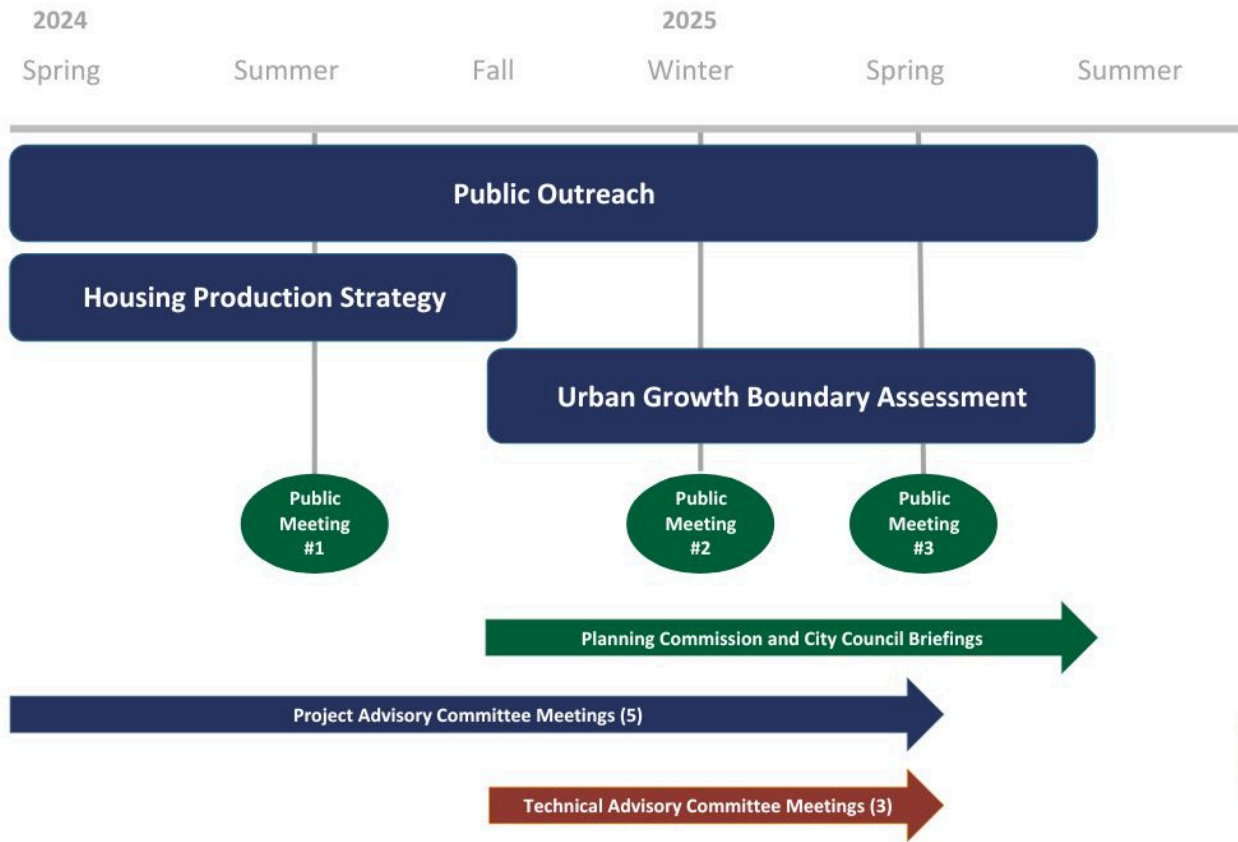 2024 2025
Spring Summer Fall Winter Spring Summer
Public Outreach
Housing Production Strategy
Urban Growth Boundary Assessment
Public
Meeting
#1
Public
Meeting
#2
Public
Meeting
#3
Planning Commission and City Council Briefings
Project Advisory Committee Meetings (5)
Technical Advisory Committee Meetings (3)